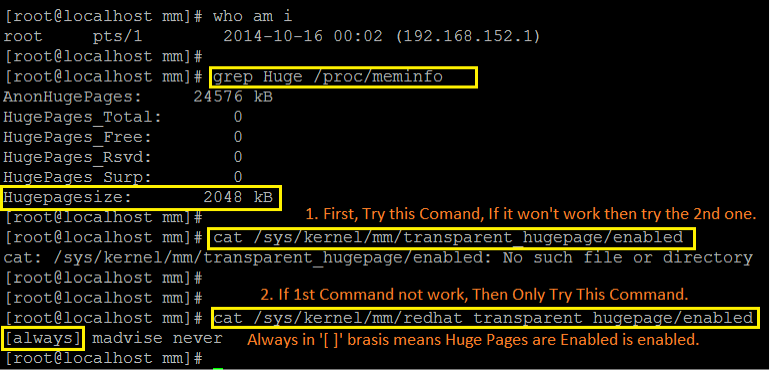 [root@localhost mm]# who am i
root     pts/1        2014-10-16 00:02 (192.168.152.1)
[root@localhost mm]#
[root@localhost mm]# grep Huge /proc/meminfo
AnonHugePages:     24576 kB
HugePages_Total:       0
HugePages_Free:        0
HugePages_Rsvd:        0
HugePages_Surp:        0
Hugepagesize:       2048 kB
[root@localhost mm]#
1. First, Try this Comand, If it won't work then try the 2nd one.
[root@localhost mm]# cat /sys/kernel/mm/transparent_hugepage/enabled
cat: /sys/kernel/mm/transparent_hugepage/enabled: No such file or directory
[root@localhost mm]#
2. If 1st Command not work, Then Only Try This Command.
[root@localhost mm]# cat /sys/kernel/mm/redhat_transparent_hugepage/enabled
[always] madvise never
Always in '[ ]' brasis means Huge Pages are Enabled is enabled.
[root@localhost mm]#